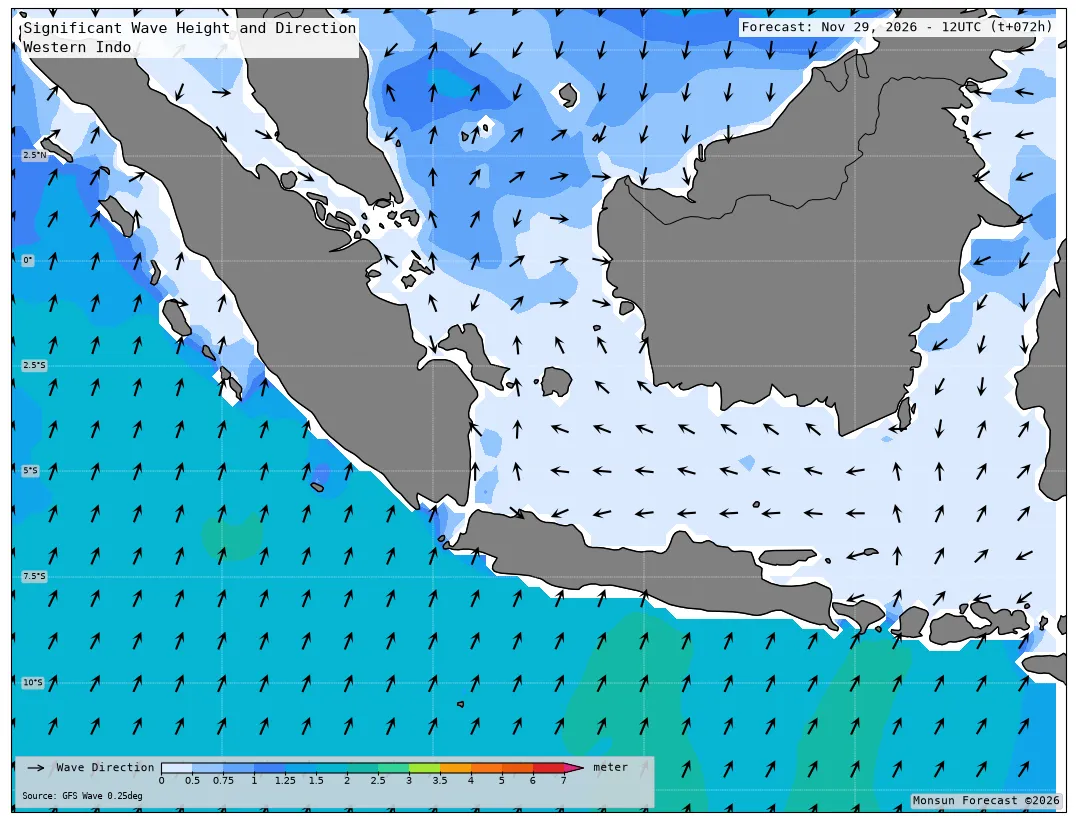 Significant Wave Height and Direction
Western Indo
Forecast: Nov 29, 2026 - 12UTC (t+072h)
2.5°N
0°
2.5°S
5°S
7.5°S
10°S
Wave Direction
0 0.5 0.75 1 1.25 1.5 2 2.5 3 3.5 4 5 6 7
meter
Source: GFS Wave 0.25deg
Monsun Forecast ©2026